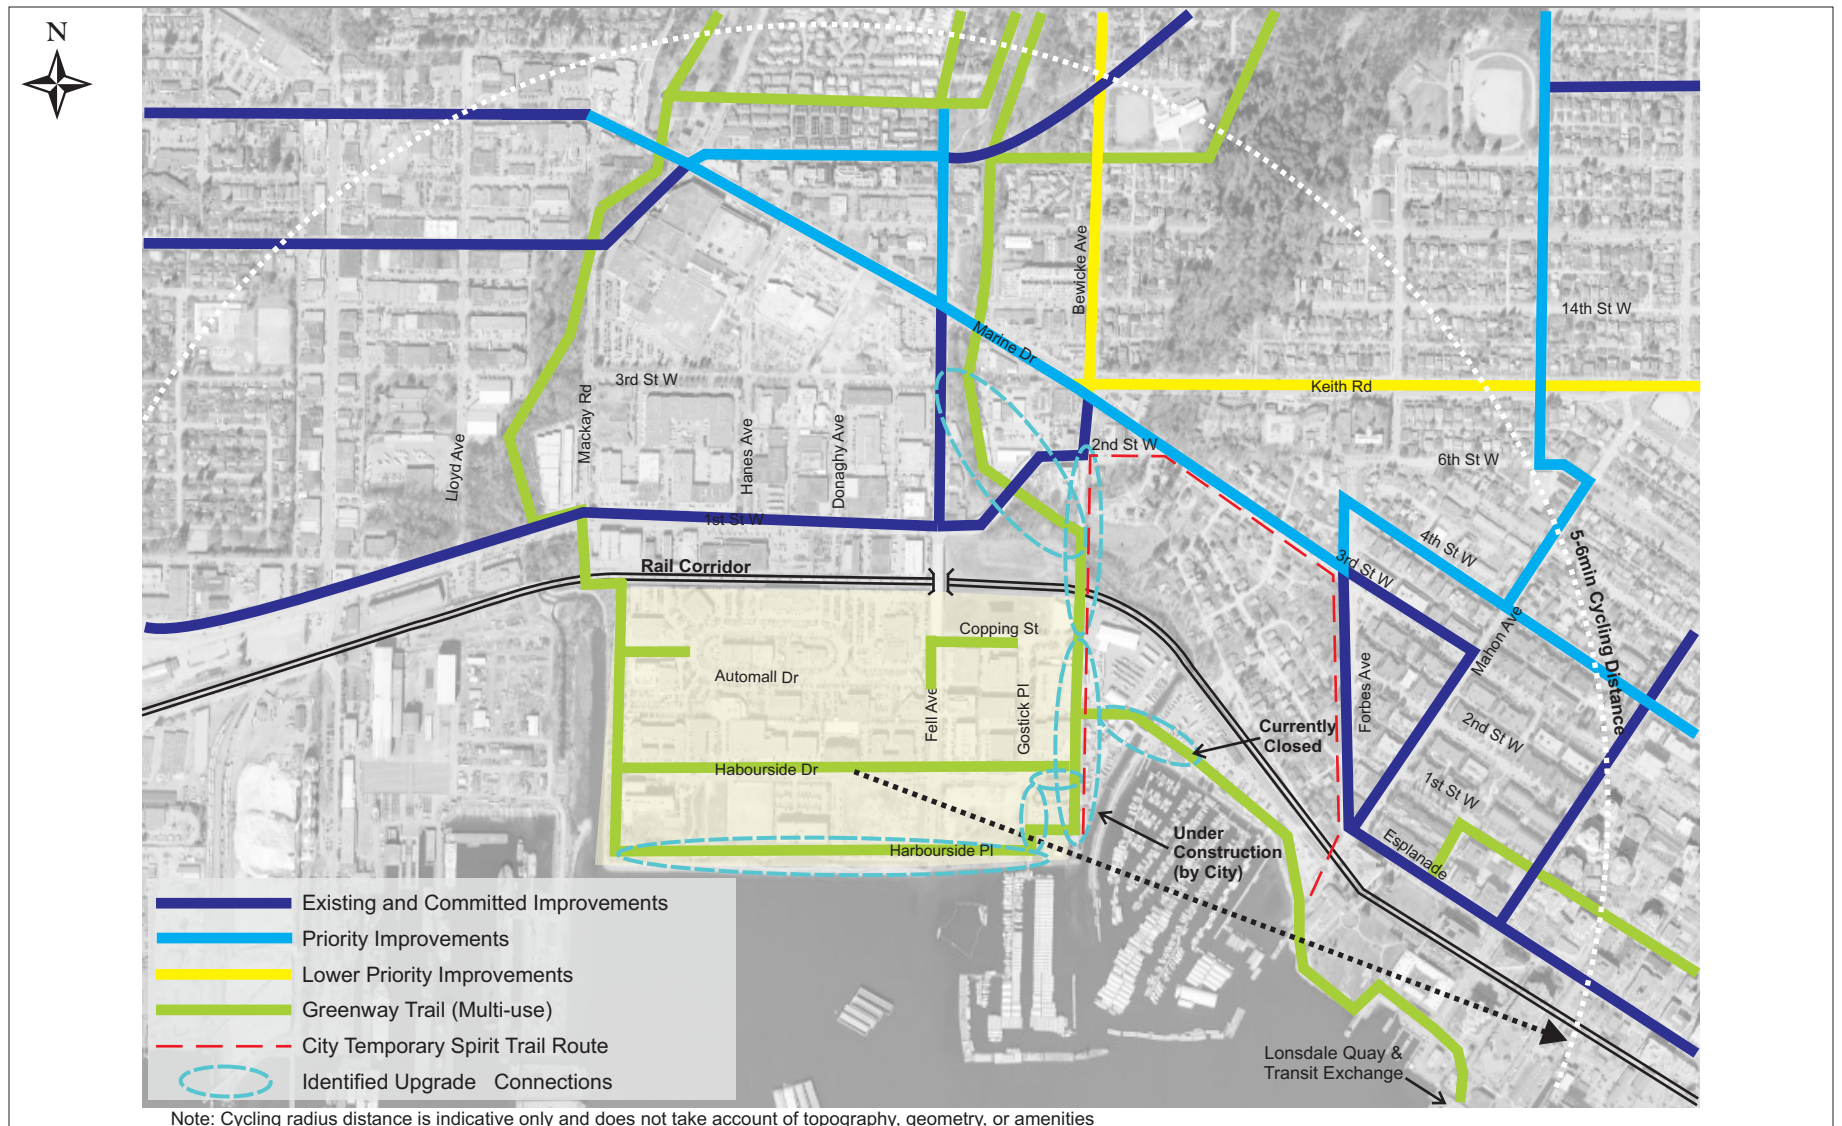 N
Bewicke Ave
14th St W
Marine Dr
3rd St W
Keith Rd
Mackay Rd
Hanes Ave
Donaghy Ave
Lloyd Ave
2nd St W
6th St W
1st St W
4th St W
3rd St W
5-6min Cycling Distance
Rail Corridor
Copping St
Automall Dr
Fell Ave
Gostick Pl
Mahon Ave
Forbes Ave
2nd St W
Currently
Closed
Habourside Dr
1st St W
Under
Construction
(by City)
Esplanade
Harbourside Pl
Existing and Committed Improvements
Priority Improvements
Lower Priority Improvements
Greenway Trail (Multi-use)
City Temporary Spirit Trail Route
Identified Upgrade Connections
Lonsdale Quay &
Transit Exchange
Note: Cycling radius distance is indicative only and does not take account of topography, geometry, or amenities